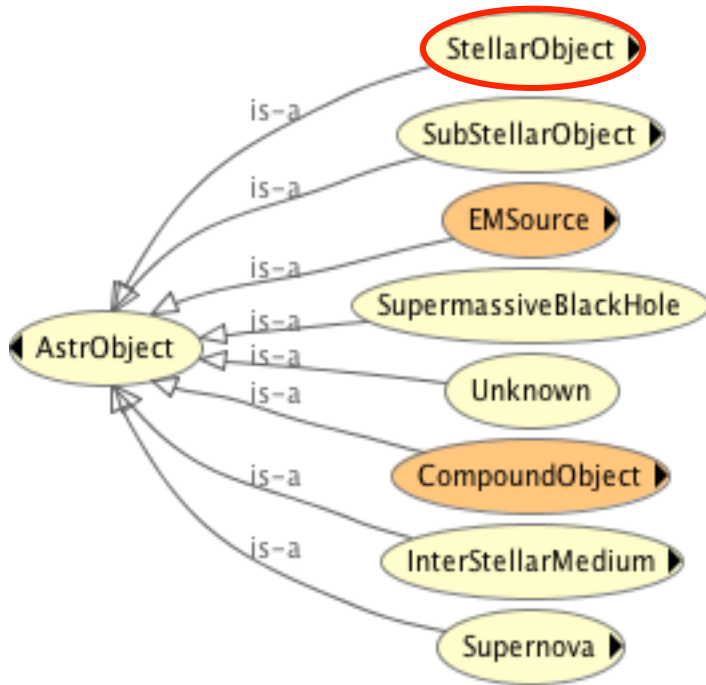 StellarObject
is-a
SubStellarObject
is-a
EMSource
is-a
SupermassiveBlackHole
is-a
AstrObject
is-a
Unknown
is-a
CompoundObject
is-a
InterStellarMedium
is-a
Supernova